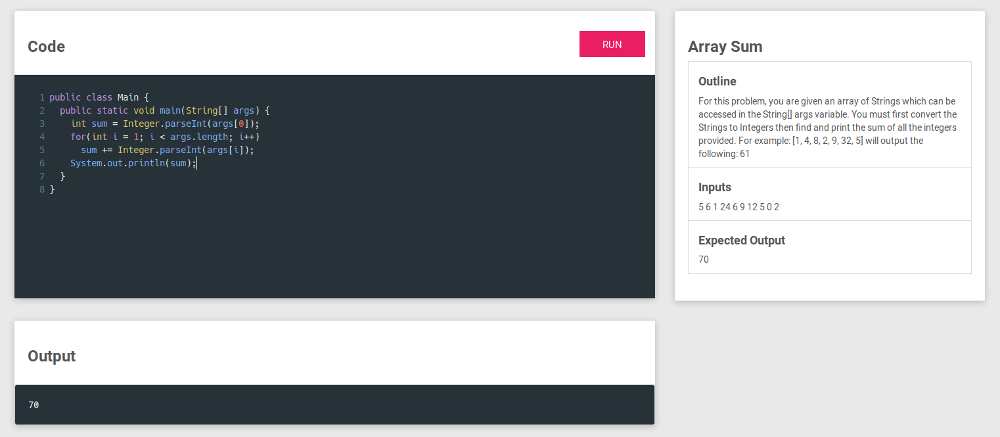 Code
RUN
1 public class Main {
2 public static void main(String[] args) {
3 int sum = Integer.parseInt(args[0]);
4 for(int i = 1; i < args.length; i++)
5 sum += Integer.parseInt(args[i]);
6 System.out.println(sum);
7 }
8 }
Output
70
Array Sum
Outline
For this problem, you are given an array of Strings which can be
accessed in the String[] args variable. You must first convert the
Strings to Integers then find and print the sum of all the integers
provided. For example: [1, 4, 8, 2, 9, 32, 5] will output the
following: 61
Inputs
5 6 1 24 6 9 12 5 0 2
Expected Output
70